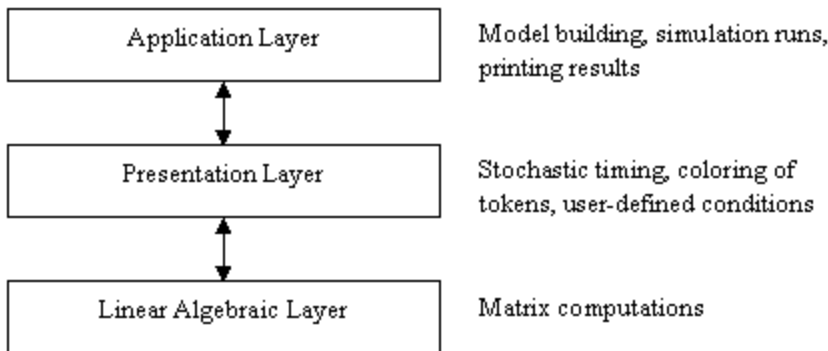 Application Layer
Model building, simulation runs,
printing results
Presentation Layer
Stochastic timing, coloring of
tokens, user-defined conditions
Linear Algebraic Layer
Matrix computations